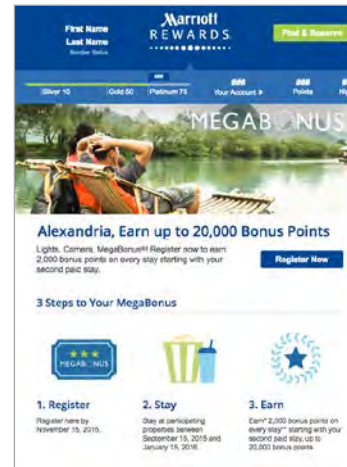 First Name
Last Name
Member Status
Marriott
REWARDS.
Find & Reserve
###
Silver 10
Gold 50
Platinum 75
###
Your Account >
###
Points
MEGAB NUS
Alexandria, Earn up to 20,000 Bonus Points
Lights. Camera. MegaBonus! Register now to earn
2,000 bonus points on every stay starting with your
second paid stay.
Register Now
3 Steps to Your MegaBonus
MEGAB NUS
1. Register
Register here by
November 15, 2015.
2. Stay
Stay at participating
properties between
September 15, 2015 and
January 15, 2016.
3. Earn
Earn* 2,000 bonus points on
every stay** starting with your
second paid stay, up to
20,000 bonus points.